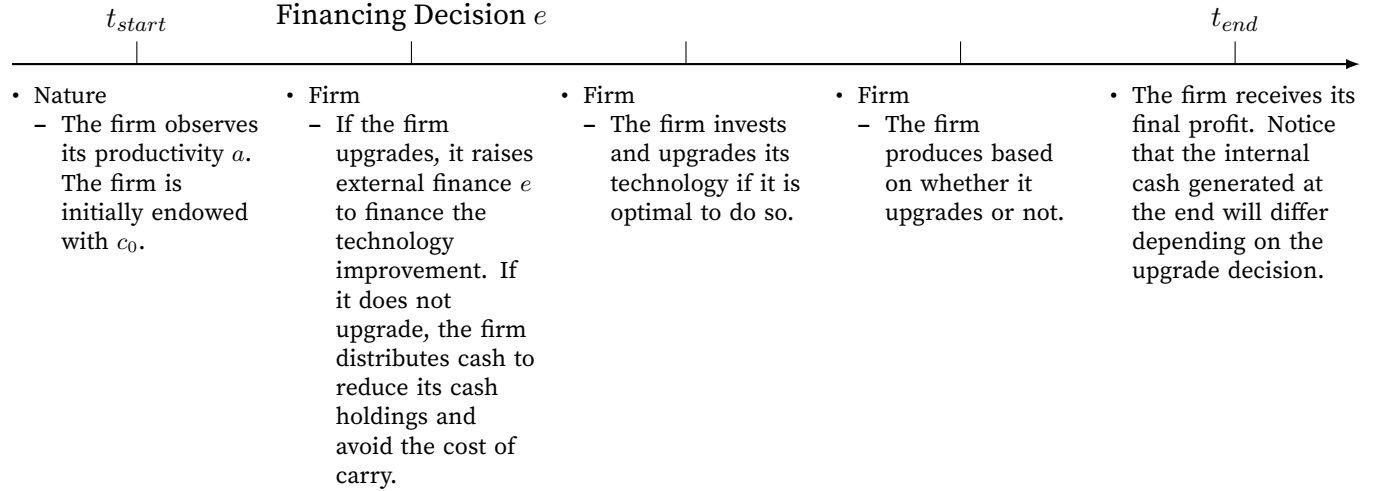 t_start
Financing Decision e
t_end
• Nature
– The firm observes
its productivity a.
The firm is
initially endowed
with c_0.
• Firm
– If the firm
upgrades, it raises
external finance e
to finance the
technology
improvement. If
it does not
upgrade, the firm
distributes cash to
reduce its cash
holdings and
avoid the cost of
carry.
• Firm
– The firm invests
and upgrades its
technology if it is
optimal to do so.
• Firm
– The firm
produces based
on whether it
upgrades or not.
• The firm receives its
final profit. Notice
that the internal
cash generated at
the end will differ
depending on the
upgrade decision.